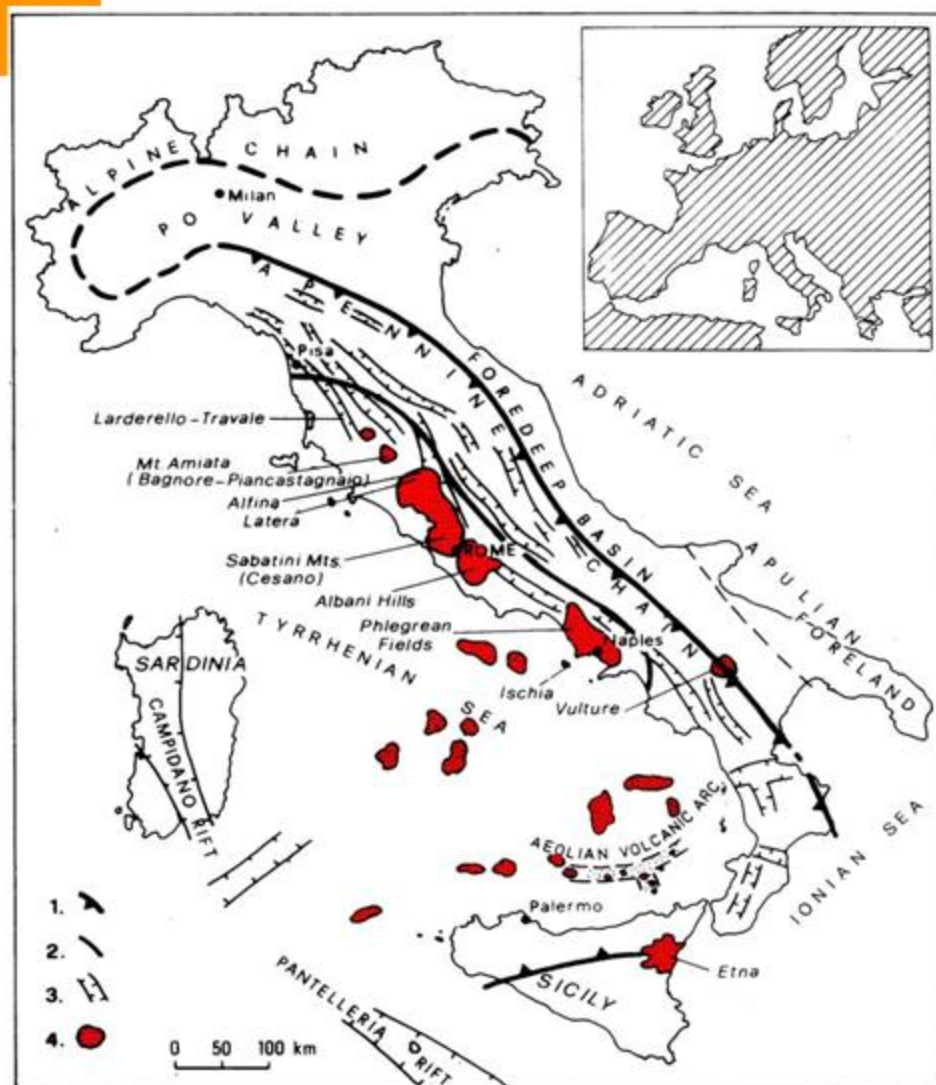 ALPINE CHAIN
Milan
PO VALLEY
APENNINE CHAIN
FOREDEEP BASIN
Pisa
ADRIATIC SEA
Larderello-Travale
Mt. Amiata
(Bagnore-Piancastagnaio)
Alfina
Latera
ROME
Sabatini Mts.
(Cesano)
Albani Hills
APULIAN
FORELAND
TYRRHENIAN
SEA
Phlegrean
Fields
Naples
Ischia
Vulture
SARDINIA
CAMPIDANO RIFT
AEOLIAN VOLCANIC ARC
IONIAN SEA
Palermo
Etna
SICILY
PANTELLERIA
RIFT
1.
2.
3.
4.
0 50 100 km